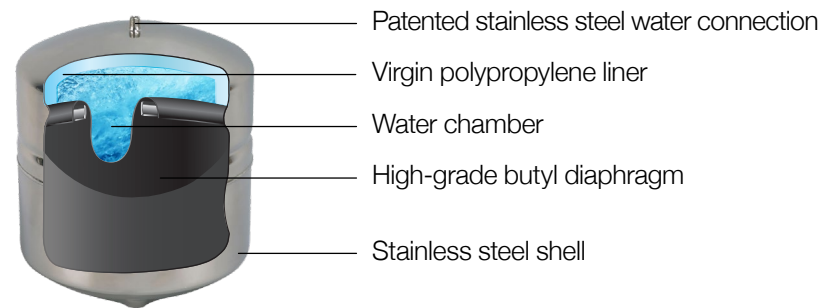 Patented stainless steel water connection
Virgin polypropylene liner
Water chamber
High-grade butyl diaphragm
Stainless steel shell